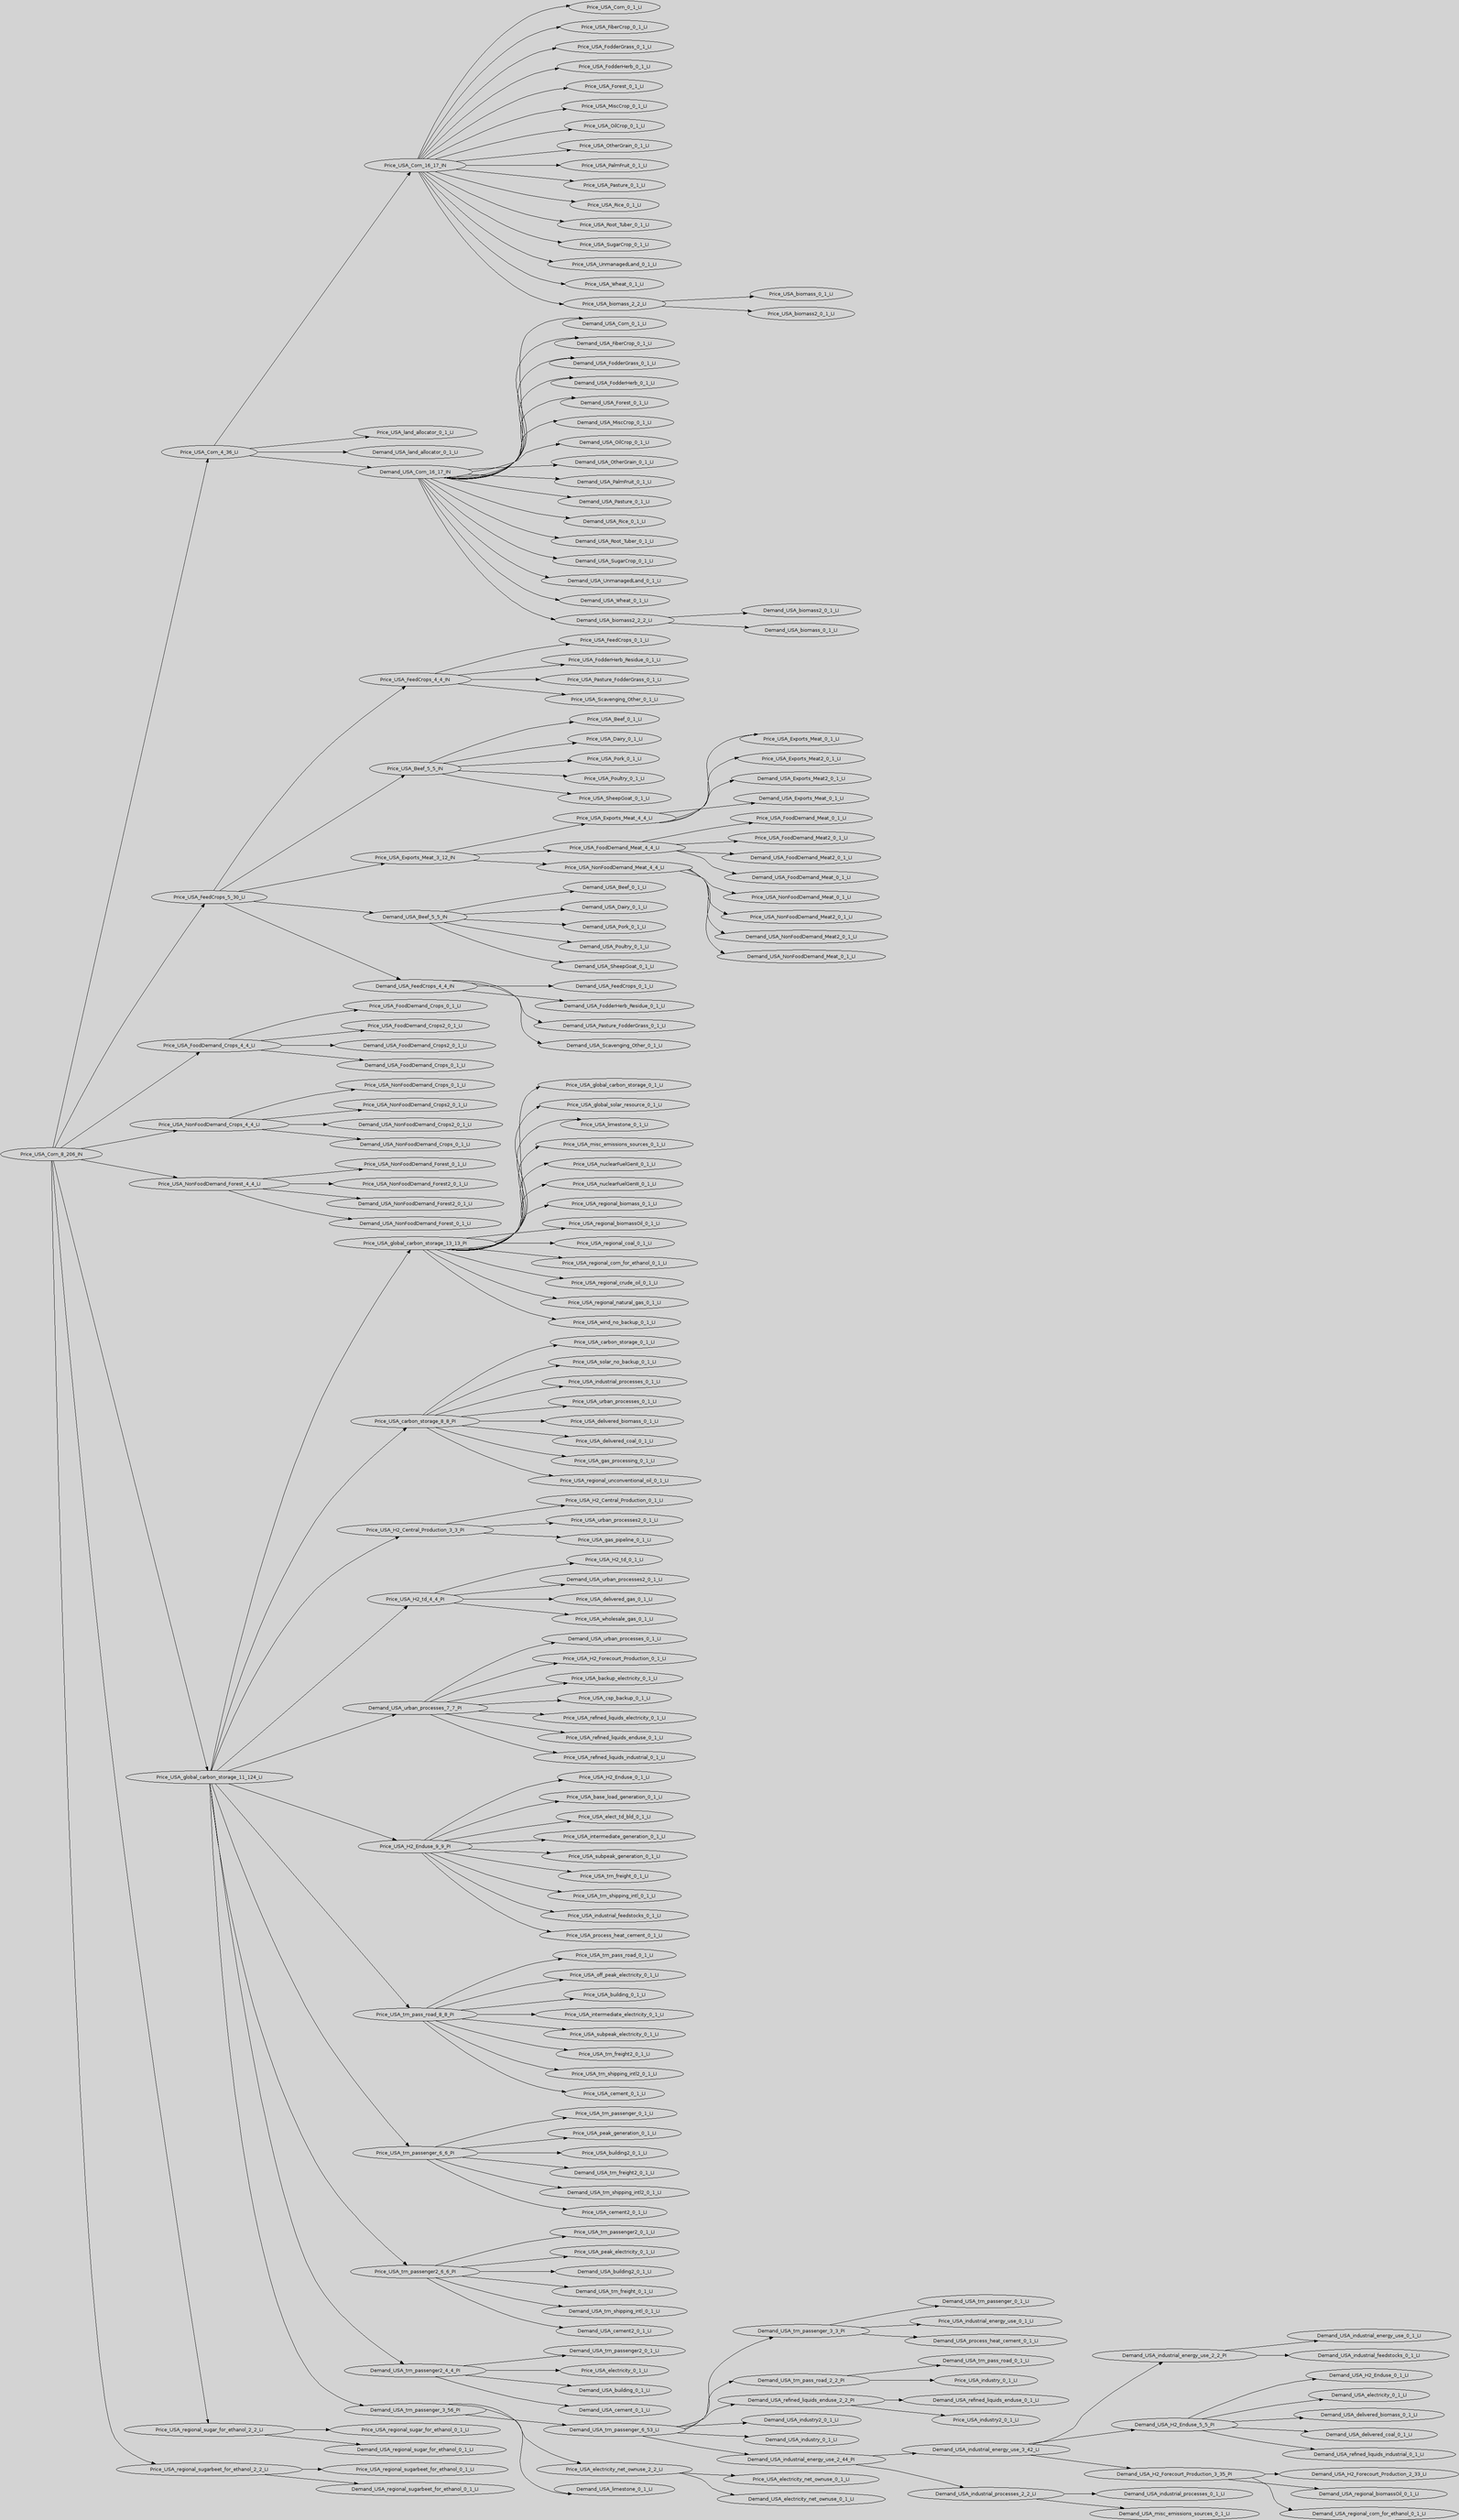 Price_USA_Corn_0_1_LI
Price_USA_FiberCrop_0_1_LI
Price_USA_FodderGrass_0_1_LI
Price_USA_FodderHerb_0_1_LI
Price_USA_Forest_0_1_LI
Price_USA_MiscCrop_0_1_LI
Price_USA_OilCrop_0_1_LI
Price_USA_OtherGrain_0_1_LI
Price_USA_Corn_16_17_IN
Price_USA_PalmFruit_0_1_LI
Price_USA_Pasture_0_1_LI
Price_USA_Rice_0_1_LI
Price_USA_Root_Tuber_0_1_LI
Price_USA_SugarCrop_0_1_LI
Price_USA_UnmanagedLand_0_1_LI
Price_USA_Wheat_0_1_LI
Price_USA_biomass_0_1_LI
Price_USA_biomass_2_2_LI
Price_USA_biomass2_0_1_LI
Demand_USA_Corn_0_1_LI
Demand_USA_FiberCrop_0_1_LI
Demand_USA_FodderGrass_0_1_LI
Demand_USA_FodderHerb_0_1_LI
Demand_USA_Forest_0_1_LI
Demand_USA_MiscCrop_0_1_LI
Price_USA_land_allocator_0_1_LI
Demand_USA_OilCrop_0_1_LI
Price_USA_Corn_4_36_LI
Demand_USA_land_allocator_0_1_LI
Demand_USA_OtherGrain_0_1_LI
Demand_USA_Corn_16_17_IN
Demand_USA_PalmFruit_0_1_LI
Demand_USA_Pasture_0_1_LI
Demand_USA_Rice_0_1_LI
Demand_USA_Root_Tuber_0_1_LI
Demand_USA_SugarCrop_0_1_LI
Demand_USA_UnmanagedLand_0_1_LI
Demand_USA_Wheat_0_1_LI
Demand_USA_biomass2_0_1_LI
Demand_USA_biomass2_2_2_LI
Demand_USA_biomass_0_1_LI
Price_USA_FeedCrops_0_1_LI
Price_USA_FodderHerb_Residue_0_1_LI
Price_USA_FeedCrops_4_4_IN
Price_USA_Pasture_FodderGrass_0_1_LI
Price_USA_Scavenging_Other_0_1_LI
Price_USA_Beef_0_1_LI
Price_USA_Dairy_0_1_LI
Price_USA_Exports_Meat_0_1_LI
Price_USA_Pork_0_1_LI
Price_USA_Exports_Meat2_0_1_LI
Price_USA_Beef_5_5_IN
Price_USA_Poultry_0_1_LI
Demand_USA_Exports_Meat2_0_1_LI
Price_USA_SheepGoat_0_1_LI
Demand_USA_Exports_Meat_0_1_LI
Price_USA_Exports_Meat_4_4_LI
Price_USA_FoodDemand_Meat_0_1_LI
Price_USA_FoodDemand_Meat2_0_1_LI
Price_USA_FoodDemand_Meat_4_4_LI
Price_USA_Exports_Meat_3_12_IN
Demand_USA_FoodDemand_Meat2_0_1_LI
Price_USA_NonFoodDemand_Meat_4_4_LI
Demand_USA_FoodDemand_Meat_0_1_LI
Demand_USA_Beef_0_1_LI
Price_USA_FeedCrops_5_30_LI
Price_USA_NonFoodDemand_Meat_0_1_LI
Demand_USA_Dairy_0_1_LI
Demand_USA_Beef_5_5_IN
Price_USA_NonFoodDemand_Meat2_0_1_LI
Demand_USA_Pork_0_1_LI
Demand_USA_NonFoodDemand_Meat2_0_1_LI
Demand_USA_Poultry_0_1_LI
Demand_USA_NonFoodDemand_Meat_0_1_LI
Demand_USA_SheepGoat_0_1_LI
Demand_USA_FeedCrops_4_4_IN
Demand_USA_FeedCrops_0_1_LI
Price_USA_FoodDemand_Crops_0_1_LI
Demand_USA_FodderHerb_Residue_0_1_LI
Price_USA_FoodDemand_Crops2_0_1_LI
Demand_USA_Pasture_FodderGrass_0_1_LI
Price_USA_FoodDemand_Crops_4_4_LI
Demand_USA_FoodDemand_Crops2_0_1_LI
Demand_USA_Scavenging_Other_0_1_LI
Demand_USA_FoodDemand_Crops_0_1_LI
Price_USA_NonFoodDemand_Crops_0_1_LI
Price_USA_global_carbon_storage_0_1_LI
Price_USA_NonFoodDemand_Crops2_0_1_LI
Price_USA_global_solar_resource_0_1_LI
Price_USA_NonFoodDemand_Crops_4_4_LI
Demand_USA_NonFoodDemand_Crops2_0_1_LI
Price_USA_limestone_0_1_LI
Demand_USA_NonFoodDemand_Crops_0_1_LI
Price_USA_misc_emissions_sources_0_1_LI
Price_USA_Corn_8_206_IN
Price_USA_NonFoodDemand_Forest_0_1_LI
Price_USA_nuclearFuelGenII_0_1_LI
Price_USA_NonFoodDemand_Forest_4_4_LI
Price_USA_NonFoodDemand_Forest2_0_1_LI
Price_USA_nuclearFuelGenIII_0_1_LI
Demand_USA_NonFoodDemand_Forest2_0_1_LI
Price_USA_regional_biomass_0_1_LI
Demand_USA_NonFoodDemand_Forest_0_1_LI
Price_USA_regional_biomassOil_0_1_LI
Price_USA_global_carbon_storage_13_13_PI
Price_USA_regional_coal_0_1_LI
Price_USA_regional_corn_for_ethanol_0_1_LI
Price_USA_regional_crude_oil_0_1_LI
Price_USA_regional_natural_gas_0_1_LI
Price_USA_wind_no_backup_0_1_LI
Price_USA_carbon_storage_0_1_LI
Price_USA_solar_no_backup_0_1_LI
Price_USA_industrial_processes_0_1_LI
Price_USA_urban_processes_0_1_LI
Price_USA_carbon_storage_8_8_PI
Price_USA_delivered_biomass_0_1_LI
Price_USA_delivered_coal_0_1_LI
Price_USA_gas_processing_0_1_LI
Price_USA_regional_unconventional_oil_0_1_LI
Price_USA_H2_Central_Production_0_1_LI
Price_USA_urban_processes2_0_1_LI
Price_USA_H2_Central_Production_3_3_PI
Price_USA_gas_pipeline_0_1_LI
Price_USA_H2_td_0_1_LI
Demand_USA_urban_processes2_0_1_LI
Price_USA_H2_td_4_4_PI
Price_USA_delivered_gas_0_1_LI
Price_USA_wholesale_gas_0_1_LI
Demand_USA_urban_processes_0_1_LI
Price_USA_H2_Forecourt_Production_0_1_LI
Price_USA_backup_electricity_0_1_LI
Price_USA_csp_backup_0_1_LI
Demand_USA_urban_processes_7_7_PI
Price_USA_refined_liquids_electricity_0_1_LI
Price_USA_refined_liquids_enduse_0_1_LI
Price_USA_refined_liquids_industrial_0_1_LI
Price_USA_global_carbon_storage_11_124_LI
Price_USA_H2_Enduse_0_1_LI
Price_USA_base_load_generation_0_1_LI
Price_USA_elect_td_bld_0_1_LI
Price_USA_intermediate_generation_0_1_LI
Price_USA_H2_Enduse_9_9_PI
Price_USA_subpeak_generation_0_1_LI
Price_USA_trn_freight_0_1_LI
Price_USA_trn_shipping_intl_0_1_LI
Price_USA_industrial_feedstocks_0_1_LI
Price_USA_process_heat_cement_0_1_LI
Price_USA_trn_pass_road_0_1_LI
Price_USA_off_peak_electricity_0_1_LI
Price_USA_building_0_1_LI
Price_USA_trn_pass_road_8_8_PI
Price_USA_intermediate_electricity_0_1_LI
Price_USA_subpeak_electricity_0_1_LI
Price_USA_trn_freight2_0_1_LI
Price_USA_trn_shipping_intl2_0_1_LI
Price_USA_cement_0_1_LI
Price_USA_trn_passenger_0_1_LI
Price_USA_peak_generation_0_1_LI
Price_USA_trn_passenger_6_6_PI
Price_USA_building2_0_1_LI
Demand_USA_trn_freight2_0_1_LI
Demand_USA_trn_shipping_intl2_0_1_LI
Price_USA_cement2_0_1_LI
Price_USA_trn_passenger2_0_1_LI
Price_USA_peak_electricity_0_1_LI
Price_USA_trn_passenger2_6_6_PI
Demand_USA_building2_0_1_LI
Demand_USA_trn_freight_0_1_LI
Demand_USA_trn_passenger_0_1_LI
Demand_USA_trn_shipping_intl_0_1_LI
Price_USA_industrial_energy_use_0_1_LI
Demand_USA_trn_passenger_3_3_PI
Demand_USA_cement2_0_1_LI
Demand_USA_industrial_energy_use_0_1_LI
Demand_USA_process_heat_cement_0_1_LI
Demand_USA_trn_passenger2_0_1_LI
Demand_USA_industrial_energy_use_2_2_PI
Demand_USA_industrial_feedstocks_0_1_LI
Demand_USA_trn_pass_road_0_1_LI
Demand_USA_trn_passenger2_4_4_PI
Price_USA_electricity_0_1_LI
Demand_USA_trn_pass_road_2_2_PI
Price_USA_industry_0_1_LI
Demand_USA_H2_Enduse_0_1_LI
Demand_USA_building_0_1_LI
Demand_USA_refined_liquids_enduse_2_2_PI
Demand_USA_refined_liquids_enduse_0_1_LI
Demand_USA_electricity_0_1_LI
Demand_USA_cement_0_1_LI
Demand_USA_trn_passenger_3_56_PI
Price_USA_industry2_0_1_LI
Demand_USA_delivered_biomass_0_1_LI
Price_USA_regional_sugar_for_ethanol_2_2_LI
Price_USA_regional_sugar_for_ethanol_0_1_LI
Demand_USA_trn_passenger_6_53_LI
Demand_USA_industry2_0_1_LI
Demand_USA_H2_Enduse_5_5_PI
Demand_USA_delivered_coal_0_1_LI
Demand_USA_regional_sugar_for_ethanol_0_1_LI
Demand_USA_industry_0_1_LI
Demand_USA_industrial_energy_use_3_42_LI
Demand_USA_refined_liquids_industrial_0_1_LI
Demand_USA_industrial_energy_use_2_44_PI
Price_USA_regional_sugarbeet_for_ethanol_2_2_LI
Price_USA_regional_sugarbeet_for_ethanol_0_1_LI
Price_USA_electricity_net_ownuse_2_2_LI
Demand_USA_H2_Forecourt_Production_3_35_PI
Demand_USA_H2_Forecourt_Production_2_33_LI
Price_USA_electricity_net_ownuse_0_1_LI
Demand_USA_regional_sugarbeet_for_ethanol_0_1_LI
Demand_USA_limestone_0_1_LI
Demand_USA_industrial_processes_2_2_LI
Demand_USA_industrial_processes_0_1_LI
Demand_USA_regional_biomassOil_0_1_LI
Demand_USA_electricity_net_ownuse_0_1_LI
Demand_USA_misc_emissions_sources_0_1_LI
Demand_USA_regional_corn_for_ethanol_0_1_LI